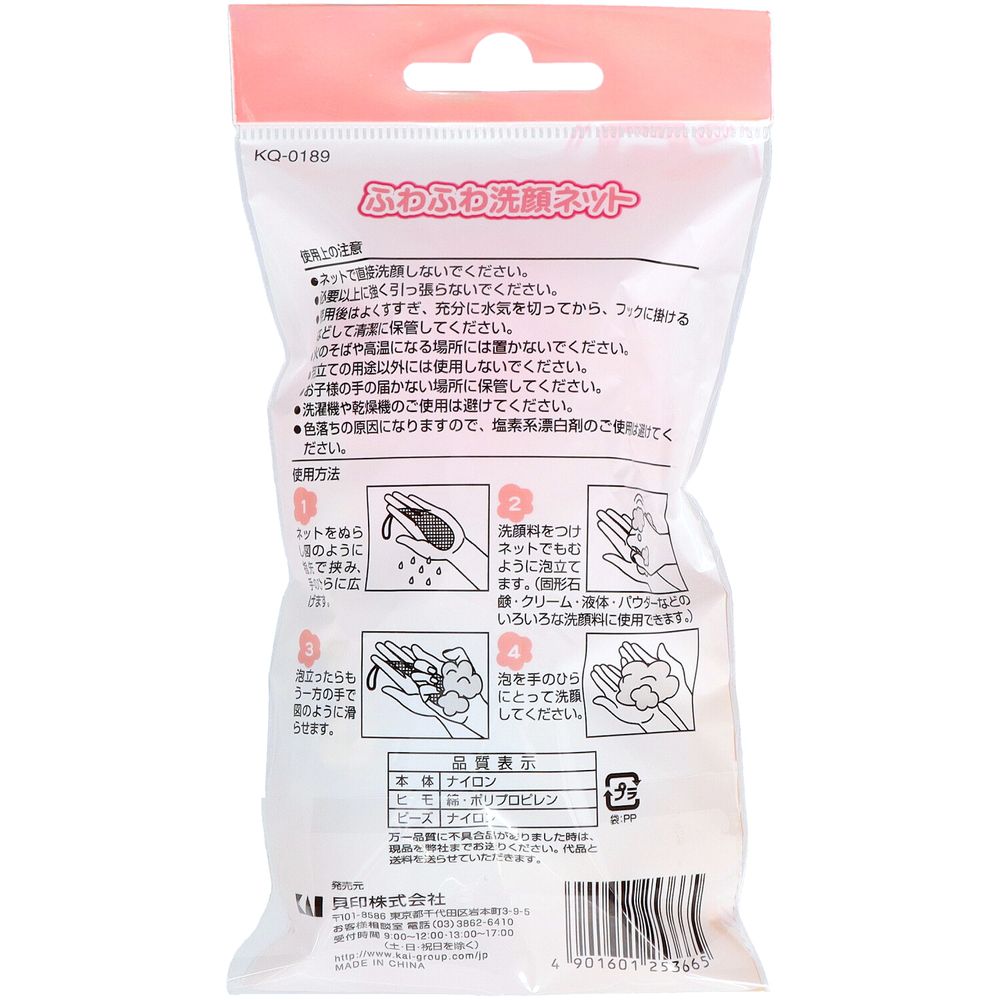 KQ-0189
ふわふわ洗顔ネット
使用上の注意
●ネットで直接洗顔しないでください。
●必要以上に強く引っ張らないでください。
用後はよくすすぎ、充分に水気を切ってから、フックに掛ける
などして清潔に保管してください。
火のそばや高温になる場所には置かないでください。
泡立ての用途以外には使用しないでください。
お子様の手の届かない場所に保管してください。
●洗濯機や乾燥機のご使用は避けてください。
●色落ちの原因になりますので、塩素系漂白剤のご使用は避けてく
ださい。
使用方法
1
ネットをぬら
し図のように
指先で挟み、
手のひらに広
げます。
2
洗顔料をつけ
ネットでもむ
ように泡立て
ます。(固形石
鹸・クリーム・液体・パウダーなどの
いろいろな洗顔料に使用できます。)
3
泡立ったらも
う一方の手で
図のように滑
らせます。
4
泡を手のひら
にとって洗顔
してください。
品質表示
本体 ナイロン
ヒモ 綿・ポリプロピレン
ビーズ ナイロン
プラ
袋:PP
万一品質に不具合品がありました時は、
現品を弊社までお送りください。代品と
送料を送らせていただきます。
発売元
KAI 貝印株式会社
〒101-8586 東京都千代田区岩本町3-9-5
お客様相談室 電話(03)3862-6410
受付時間 9:00~12:00・13:00~17:00
(土・日・祝日を除く)
http://www.kai-group.com/jp
MADE IN CHINA
4 901601 253665